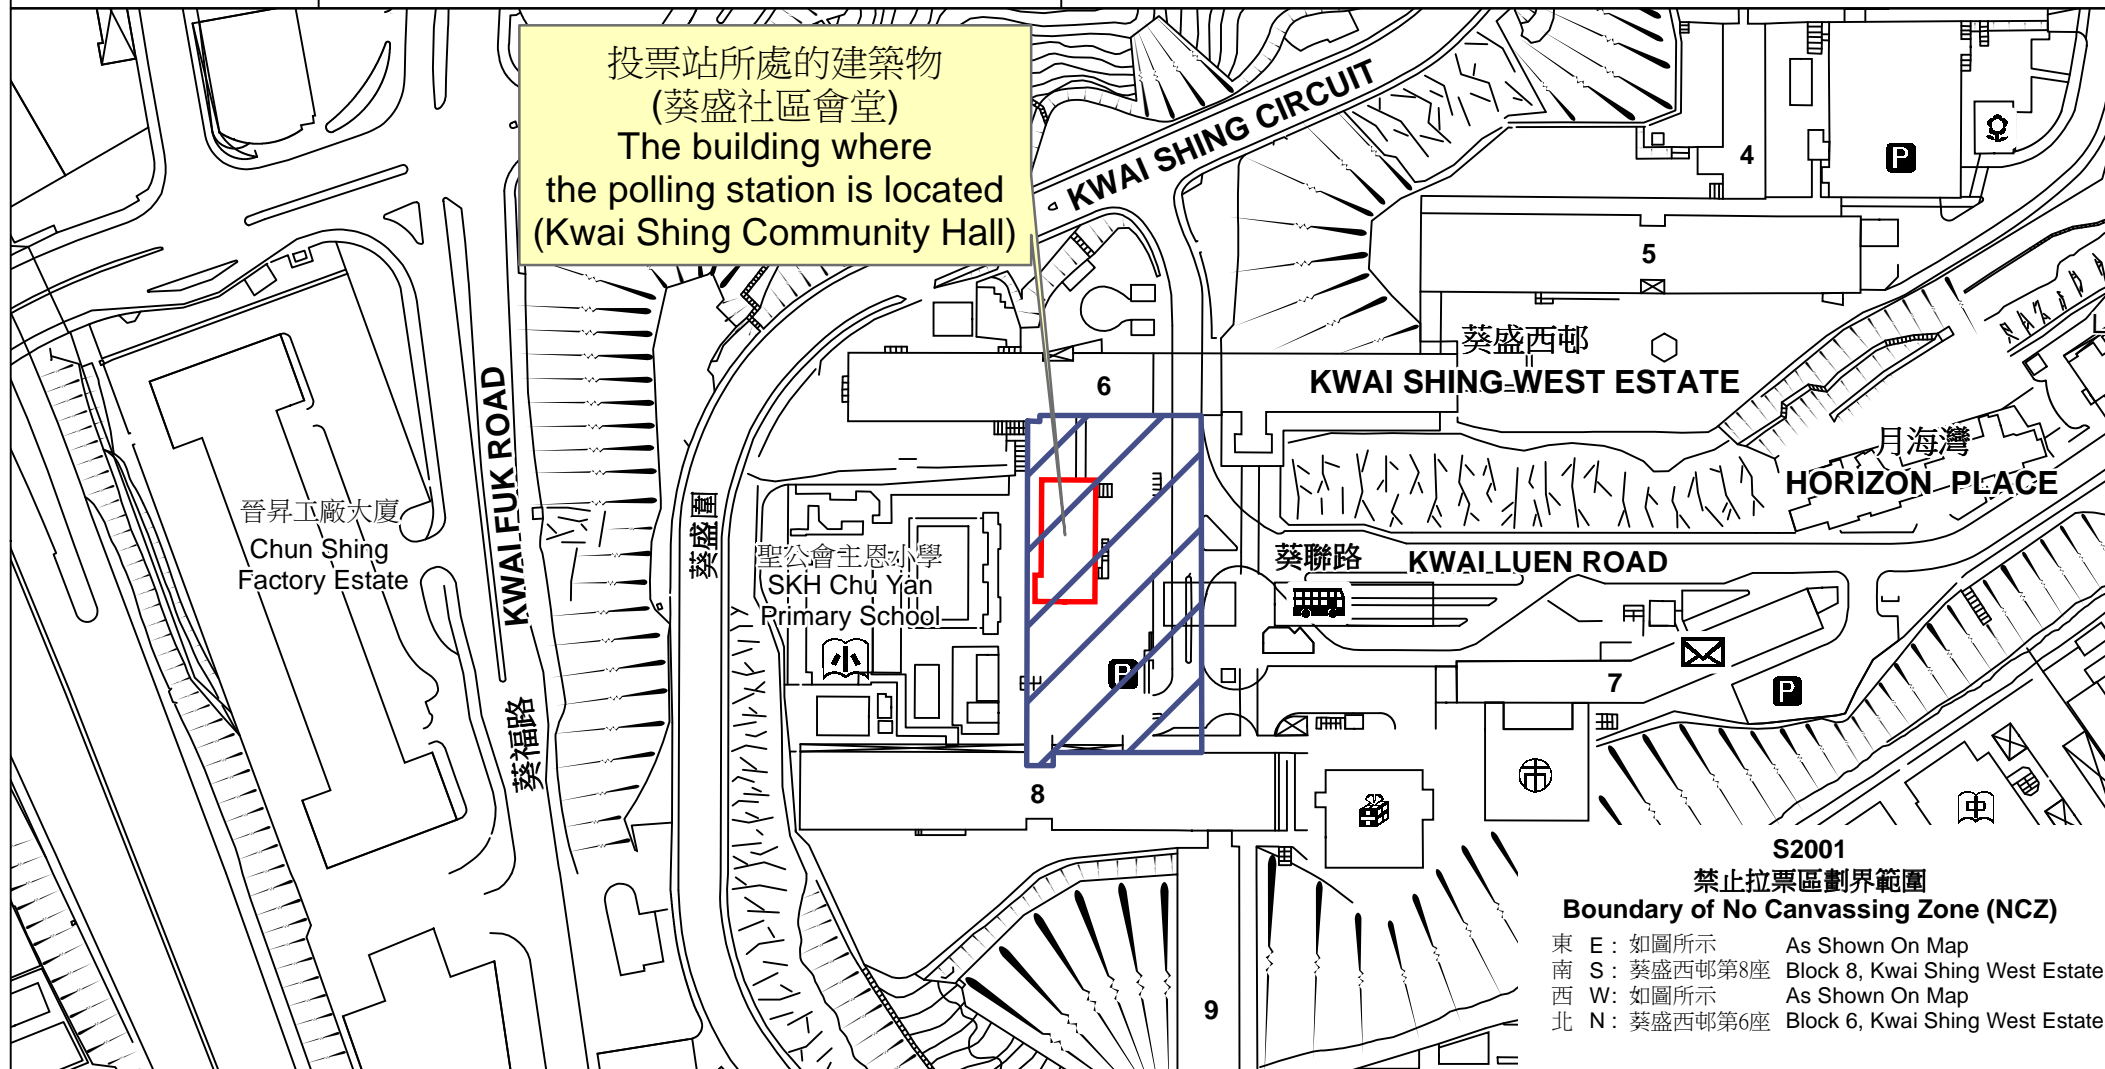 投票站所處的建築物
(葵盛社區會堂)
The building where
the polling station is located
(Kwai Shing Community Hall)
KWAI SHING CIRCUIT
4
P
5
葵盛西邨
KWAI SHING WEST ESTATE
6
月海灣
HORIZON PLACE
KWAI FUK ROAD
葵盛圍
晉昇工廠大廈
Chun Shing
Factory Estate
聖公會主恩小學
SKH Chu Yan
Primary School
小
葵聯路 KWAI LUEN ROAD
P
7
P
葵福路
市
中
8
9
S2001
禁止拉票區劃界範圍
Boundary of No Canvassing Zone (NCZ)
東 E : 如圖所示 As Shown On Map
南 S : 葵盛西邨第8座 Block 8, Kwai Shing West Estate
西 W: 如圖所示 As Shown On Map
北 N : 葵盛西邨第6座 Block 6, Kwai Shing West Estate